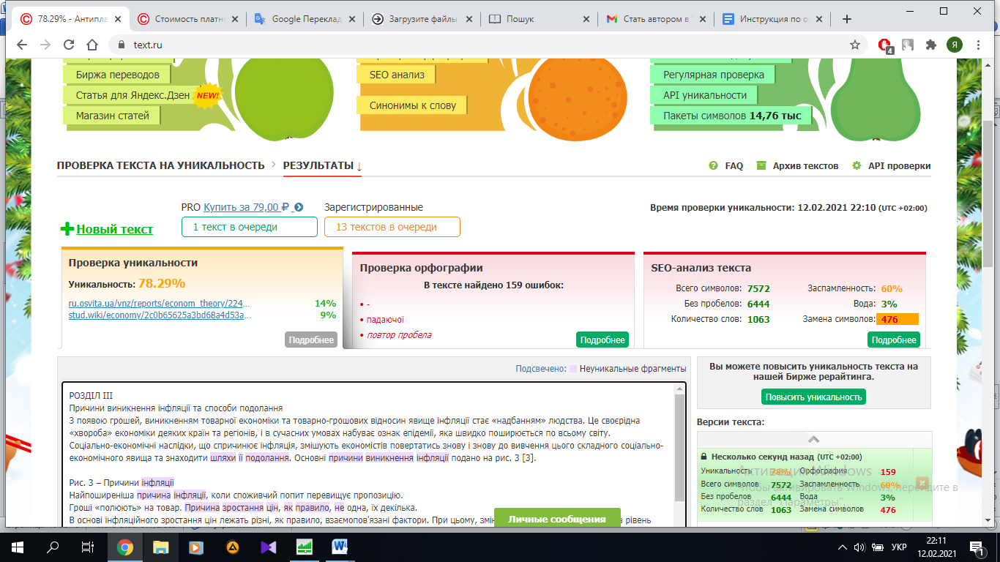 78.29% - Антипла
Стоимость платн
Google Переклад
Загрузите файлы
Пошук
Стать автором в
Инструкция по о
text.ru
4
Я
Биржа переводов
SEO анализ
Регулярная проверка
Статья для Яндекс.Дзен NEW!
Синонимы к слову
API уникальности
Магазин статей
Пакеты символов 14,76 тыс
ПРОВЕРКА ТЕКСТА НА УНИКАЛЬНОСТЬ > РЕЗУЛЬТАТЫ ↓
FAQ Архив текстов API проверки
PRO Купить за 79,00 ₽
Зарегистрированные
Время проверки уникальности: 12.02.2021 22:10 (UTC +02:00)
Новый текст
1 текст в очереди
13 текстов в очереди
Проверка уникальности
Уникальность: 78.29%
ru.osvita.ua/vnz/reports/econom_theory/224... 14%
stud.wiki/economy/2c0b65625a3bd68a4d53a... 9%
Подробнее
Проверка орфографии
В тексте найдено 159 ошибок:
• -
• падаючої
• повтор пробела
Подробнее
SEO-анализ текста
Всего символов: 7572 Заспамленность: 60%
Без пробелов: 6444 Вода: 3%
Количество слов: 1063 Замена символов: 476
Подробнее
Подсвечено: Неуникальные фрагменты
РОЗДІЛ ІІІ
Причини виникнення інфляції та способи подолання
З появою грошей, виникненням товарної економіки та товарно-грошових відносин явище інфляції стає «надбанням» людства. Це своєрідна
«хвороба» економіки деяких країн та регіонів, і в сучасних умовах набуває ознак епідемії, яка швидко поширюється по всьому світу.
Соціально-економічні наслідки, що спричинює інфляція, змішують економістів повертатись знову і знову до вивчення цього складного соціально-
економічного явища та знаходити шляхи її подолання. Основні причини виникнення інфляції подано на рис. 3 [3].
Рис. 3 – Причини інфляції
Найпоширеніша причина інфляції, коли споживчий попит перевищує пропозицію.
Гроші «полюють» на товар. Причина зростання цін, як правило, не одна, їх декілька.
В основі інфляційного зростання цін лежать різні, як правило, взаємопов'язані фактори. При цьому, змін
рівень
Личные сообщения
Вы можете повысить уникальность текста на
нашей Бирже рерайтинга.
Повысить уникальность
Версии текста:
Несколько секунд назад (UTC +02:00)
Уникальность 78% Орфография 159
Всего символов 7572 Заспамленность 60%
Без пробелов 6444 Вода 3%
Количество слов 1063 Замена символов 476
Активация Windows
Чтобы активировать Windows, перейдите в
раздел "Параметры".
УКР
22:11
12.02.2021
1